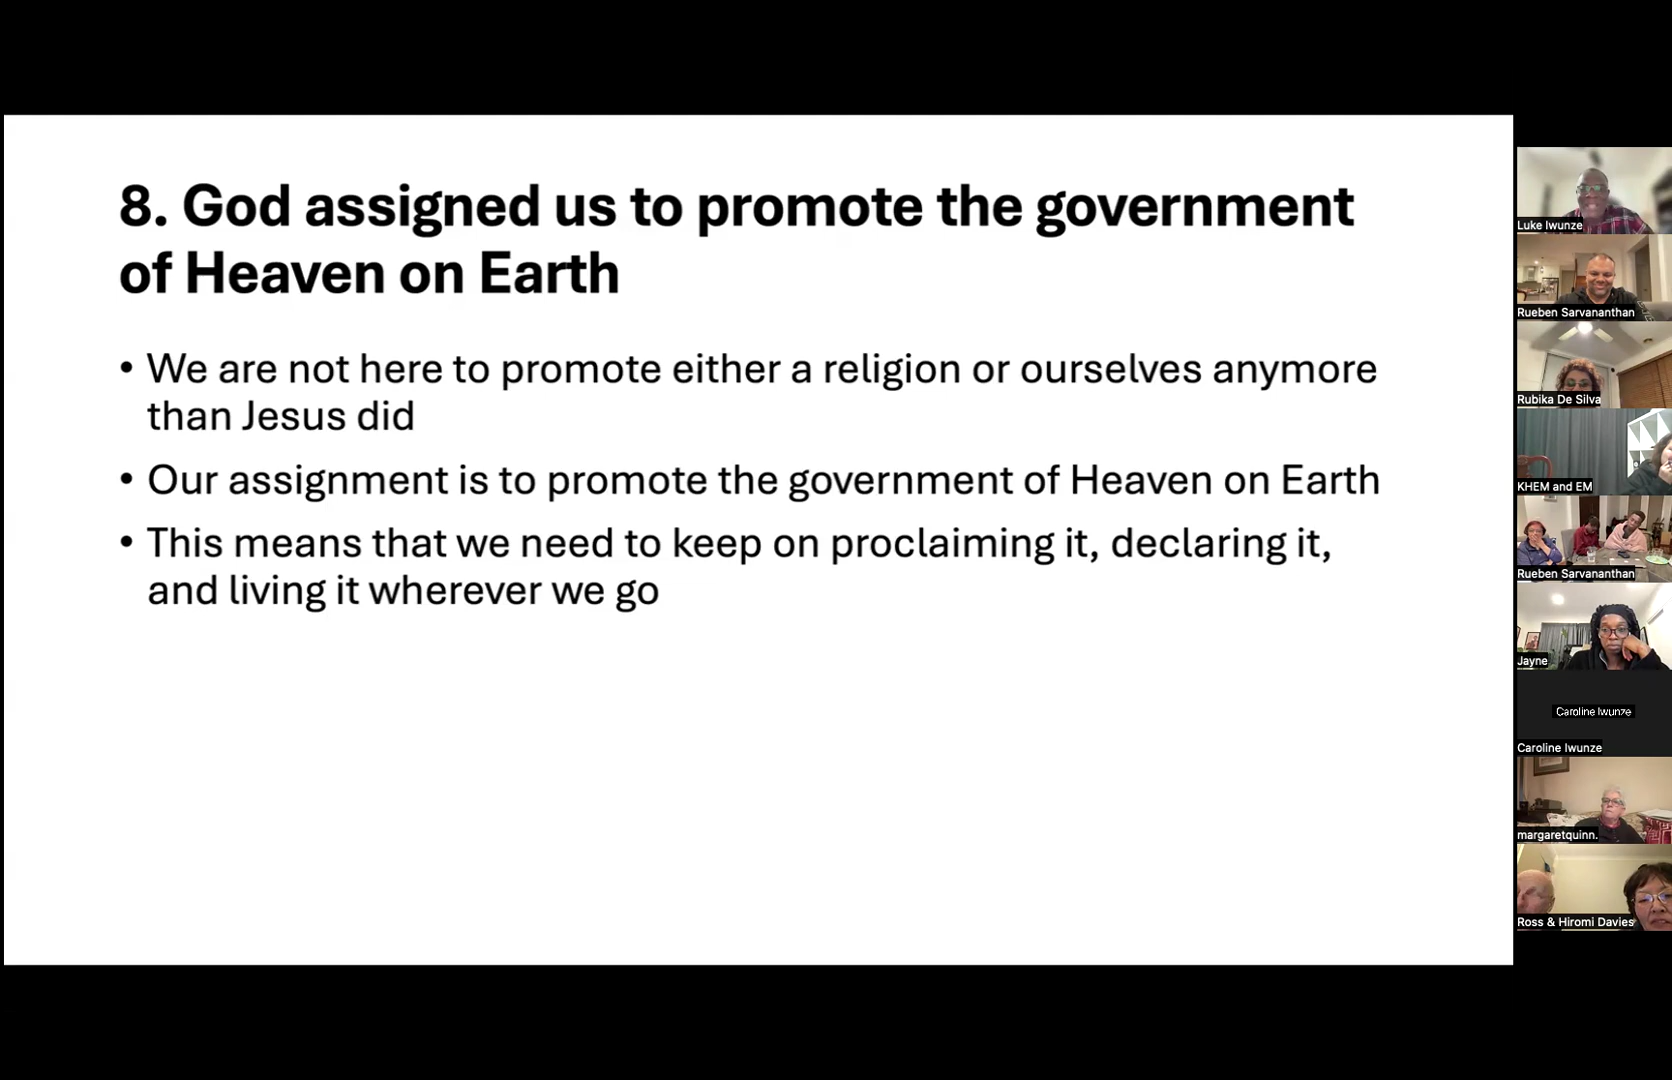 8. God assigned us to promote the government
of Heaven on Earth
• We are not here to promote either a religion or ourselves anymore
than Jesus did
• Our assignment is to promote the government of Heaven on Earth
• This means that we need to keep on proclaiming it, declaring it,
and living it wherever we go
Luke Iwunze
Rueben Sarvananthan
Rubika De Silva
KHEM and EM
Rueben Sarvananthan
Jayne
Caroline Iwunze
Caroline Iwunze
margaretquinn.
Ross & Hiromi Davies